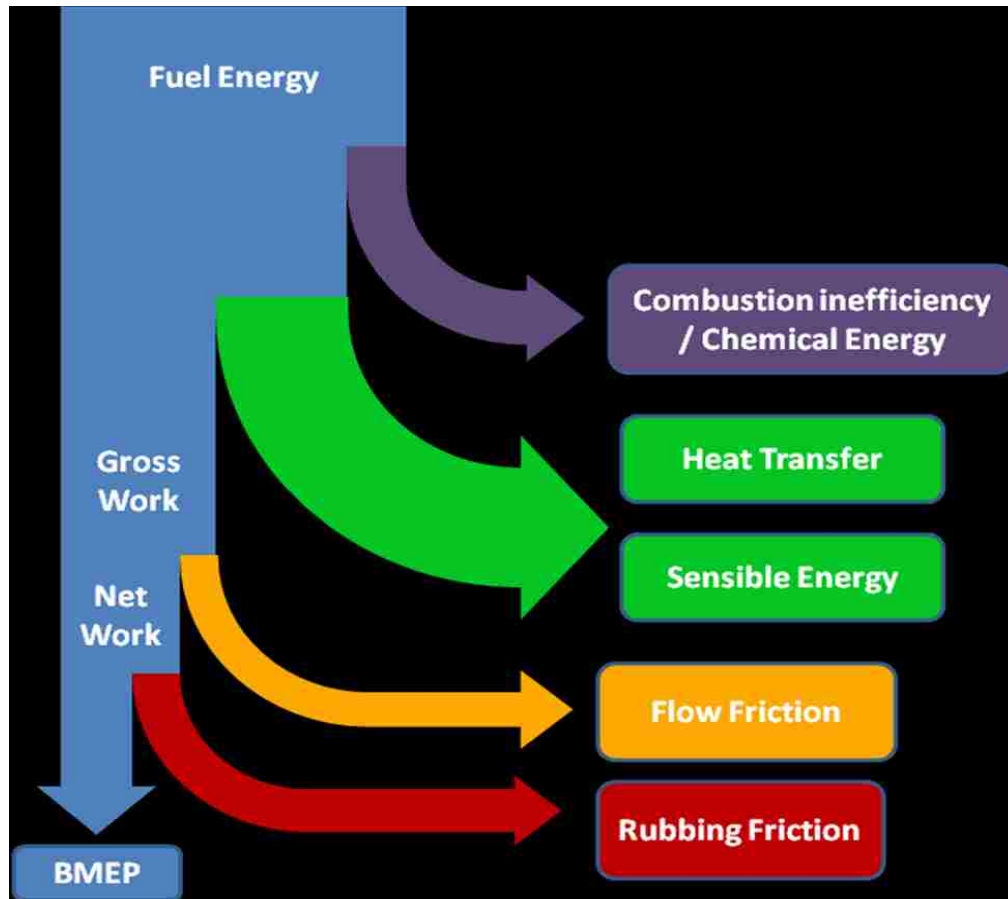 Fuel Energy
Combustion inefficiency
/ Chemical Energy
Heat Transfer
Gross
Work
Sensible Energy
Net
Work
Flow Friction
Rubbing Friction
BMEP